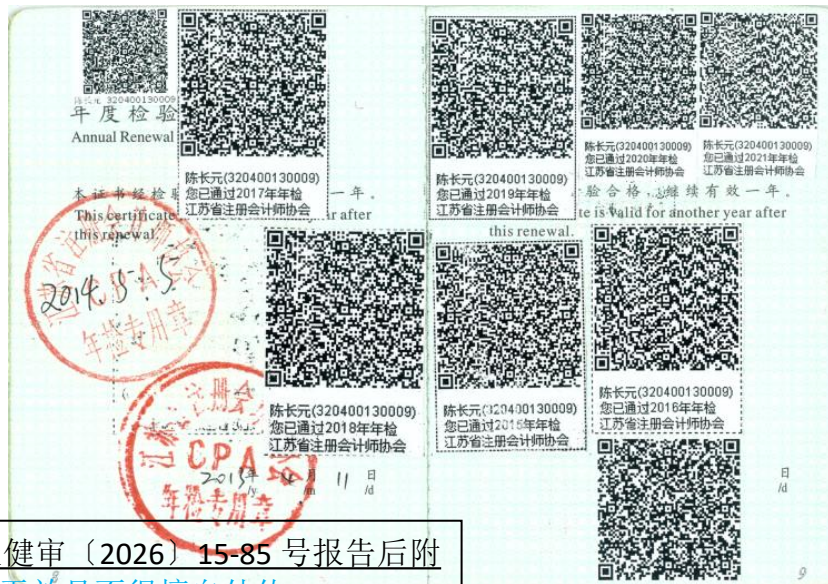 陈长元 320400130009
年度检验
Annual Renewal
本证书经检验
一年。
This certificate
r after
this renewal.
陈长元(320400130009)
您已通过2017年年检
江苏省注册会计师协会
2014.5.5
CPA
年检专用章
陈长元(320400130009)
您已通过2018年年检
江苏省注册会计师协会
CPA
年检专用章
年
/y
月
/m
11 日
/d
陈长元(320400130009)
您已通过2019年年检
江苏省注册会计师协会
陈长元(320400130009)
您已通过2020年年检
江苏省注册会计师协会
陈长元(320400130009)
您已通过2021年年检
江苏省注册会计师协会
验合格，继续有效一年。
te is valid for another year after
this renewal.
陈长元(320400130009)
您已通过2015年年检
江苏省注册会计师协会
陈长元(320400130009)
您已通过2016年年检
江苏省注册会计师协会
日
/d
9
健审〔2026〕15-85 号报告后附